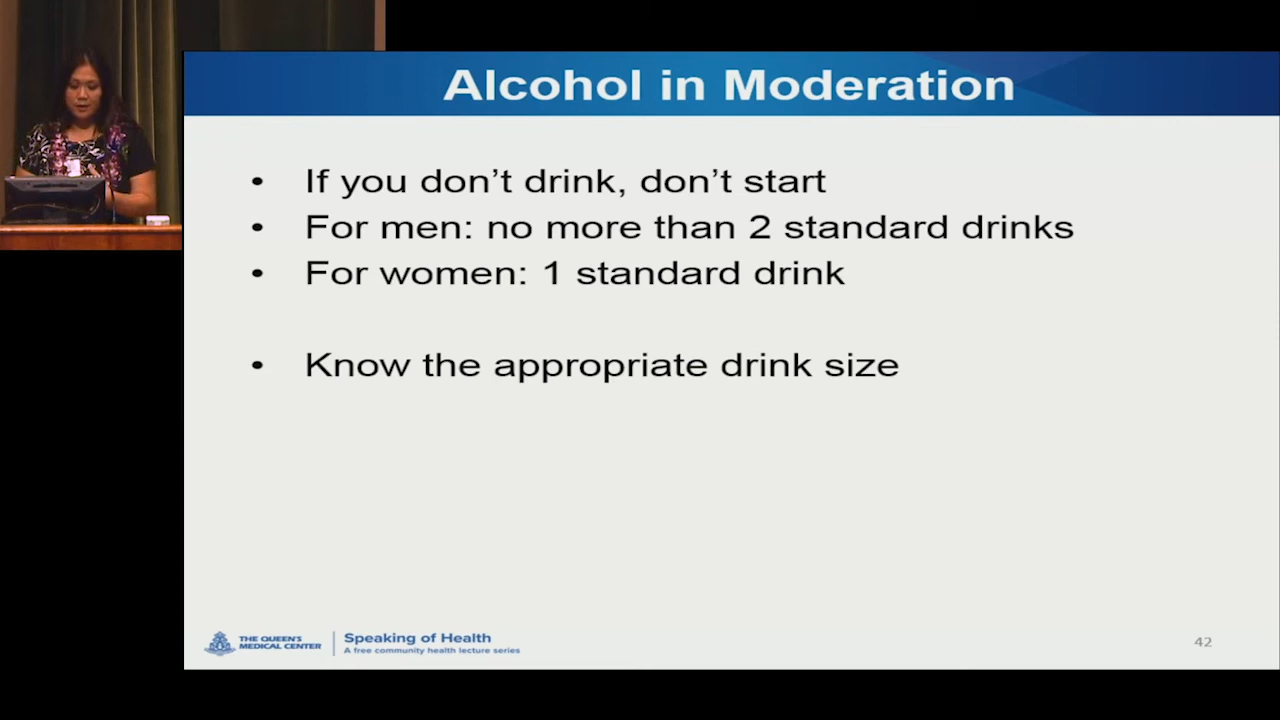 Alcohol in Moderation
• If you don’t drink, don’t start
• For men: no more than 2 standard drinks
• For women: 1 standard drink
• Know the appropriate drink size
THE QUEEN'S
MEDICAL CENTER
Speaking of Health
A free community health lecture series
42